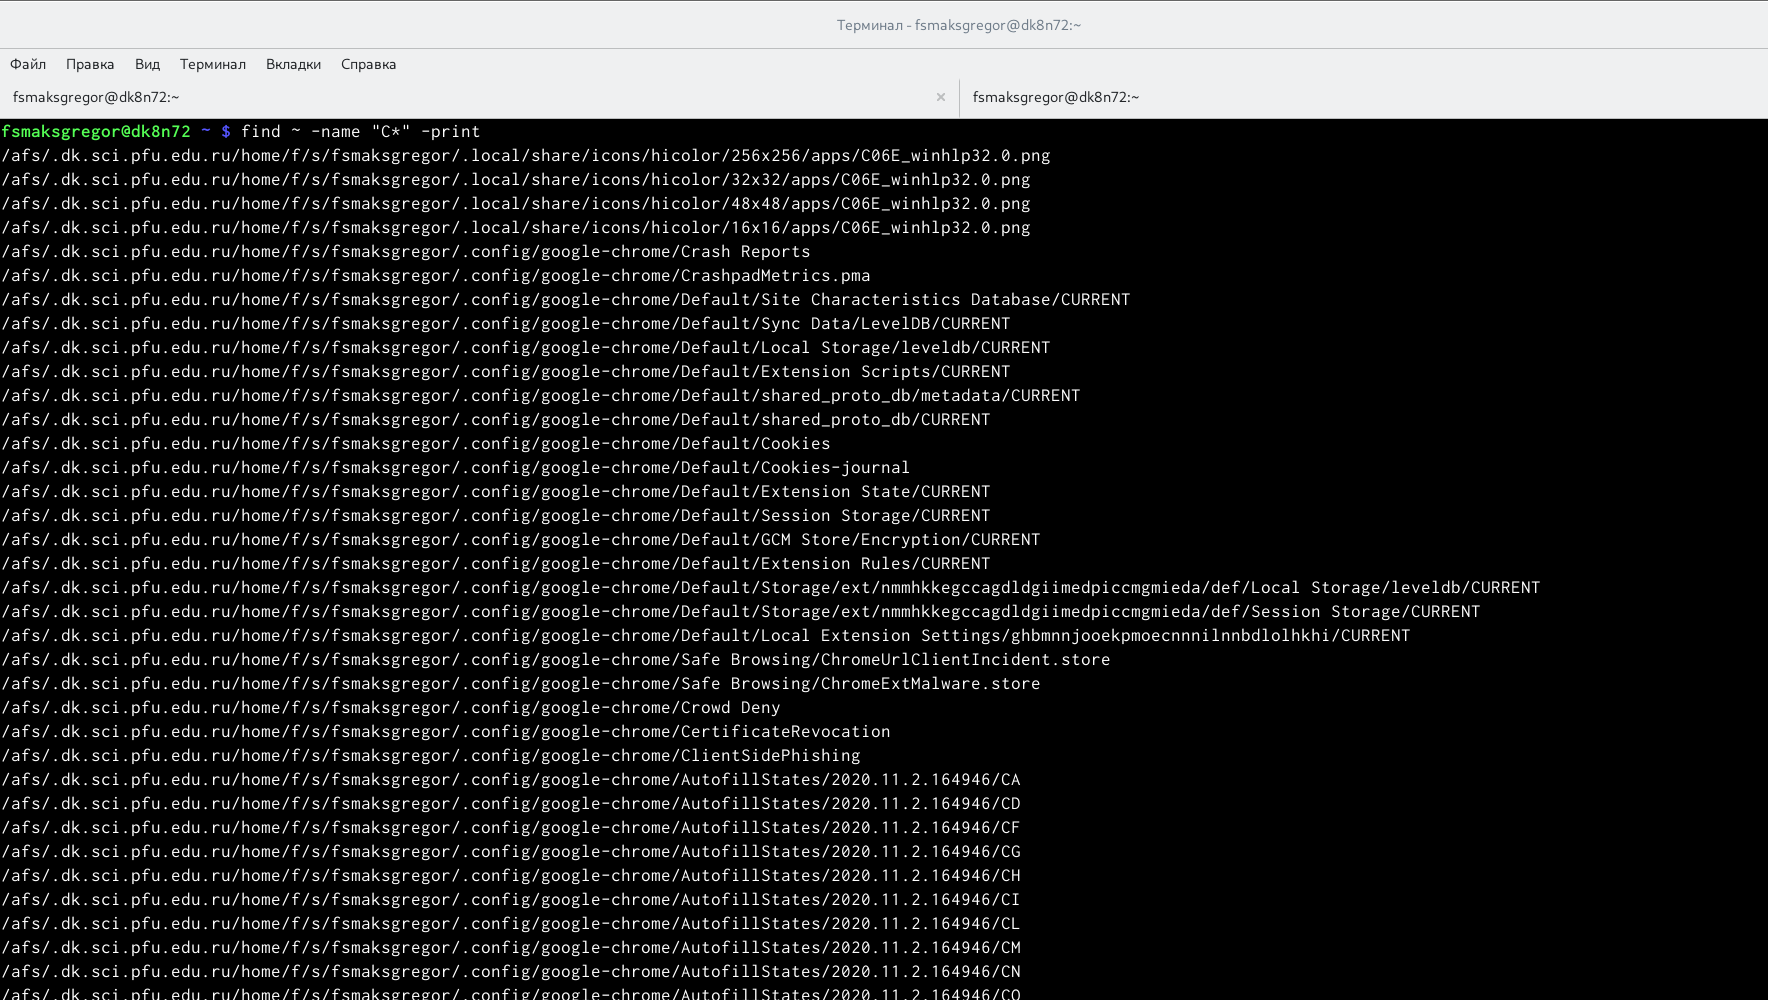 Терминал - fsmaksgregor@dk8n72:~
Файл Правка Вид Терминал Вкладки Справка
fsmaksgregor@dk8n72:~ × fsmaksgregor@dk8n72:~
fsmaksgregor@dk8n72 ~ $ find ~ -name "C*" -print
/afs/.dk.sci.pfu.edu.ru/home/f/s/fsmaksgregor/.local/share/icons/hicolor/256x256/apps/C06E_winhlp32.0.png
/afs/.dk.sci.pfu.edu.ru/home/f/s/fsmaksgregor/.local/share/icons/hicolor/32x32/apps/C06E_winhlp32.0.png
/afs/.dk.sci.pfu.edu.ru/home/f/s/fsmaksgregor/.local/share/icons/hicolor/48x48/apps/C06E_winhlp32.0.png
/afs/.dk.sci.pfu.edu.ru/home/f/s/fsmaksgregor/.local/share/icons/hicolor/16x16/apps/C06E_winhlp32.0.png
/afs/.dk.sci.pfu.edu.ru/home/f/s/fsmaksgregor/.config/google-chrome/Crash Reports
/afs/.dk.sci.pfu.edu.ru/home/f/s/fsmaksgregor/.config/google-chrome/CrashpadMetrics.pma
/afs/.dk.sci.pfu.edu.ru/home/f/s/fsmaksgregor/.config/google-chrome/Default/Site Characteristics Database/CURRENT
/afs/.dk.sci.pfu.edu.ru/home/f/s/fsmaksgregor/.config/google-chrome/Default/Sync Data/LevelDB/CURRENT
/afs/.dk.sci.pfu.edu.ru/home/f/s/fsmaksgregor/.config/google-chrome/Default/Local Storage/leveldb/CURRENT
/afs/.dk.sci.pfu.edu.ru/home/f/s/fsmaksgregor/.config/google-chrome/Default/Extension Scripts/CURRENT
/afs/.dk.sci.pfu.edu.ru/home/f/s/fsmaksgregor/.config/google-chrome/Default/shared_proto_db/metadata/CURRENT
/afs/.dk.sci.pfu.edu.ru/home/f/s/fsmaksgregor/.config/google-chrome/Default/shared_proto_db/CURRENT
/afs/.dk.sci.pfu.edu.ru/home/f/s/fsmaksgregor/.config/google-chrome/Default/Cookies
/afs/.dk.sci.pfu.edu.ru/home/f/s/fsmaksgregor/.config/google-chrome/Default/Cookies-journal
/afs/.dk.sci.pfu.edu.ru/home/f/s/fsmaksgregor/.config/google-chrome/Default/Extension State/CURRENT
/afs/.dk.sci.pfu.edu.ru/home/f/s/fsmaksgregor/.config/google-chrome/Default/Session Storage/CURRENT
/afs/.dk.sci.pfu.edu.ru/home/f/s/fsmaksgregor/.config/google-chrome/Default/GCM Store/Encryption/CURRENT
/afs/.dk.sci.pfu.edu.ru/home/f/s/fsmaksgregor/.config/google-chrome/Default/Extension Rules/CURRENT
/afs/.dk.sci.pfu.edu.ru/home/f/s/fsmaksgregor/.config/google-chrome/Default/Storage/ext/nmmhkkegccagdldgiimedpiccmgmieda/def/Local Storage/leveldb/CURRENT
/afs/.dk.sci.pfu.edu.ru/home/f/s/fsmaksgregor/.config/google-chrome/Default/Storage/ext/nmmhkkegccagdldgiimedpiccmgmieda/def/Session Storage/CURRENT
/afs/.dk.sci.pfu.edu.ru/home/f/s/fsmaksgregor/.config/google-chrome/Default/Local Extension Settings/ghbmnnjooekpmoecnnnilnnbdlolhkhi/CURRENT
/afs/.dk.sci.pfu.edu.ru/home/f/s/fsmaksgregor/.config/google-chrome/Safe Browsing/ChromeUrlClientIncident.store
/afs/.dk.sci.pfu.edu.ru/home/f/s/fsmaksgregor/.config/google-chrome/Safe Browsing/ChromeExtMalware.store
/afs/.dk.sci.pfu.edu.ru/home/f/s/fsmaksgregor/.config/google-chrome/Crowd Deny
/afs/.dk.sci.pfu.edu.ru/home/f/s/fsmaksgregor/.config/google-chrome/CertificateRevocation
/afs/.dk.sci.pfu.edu.ru/home/f/s/fsmaksgregor/.config/google-chrome/ClientSidePhishing
/afs/.dk.sci.pfu.edu.ru/home/f/s/fsmaksgregor/.config/google-chrome/AutofillStates/2020.11.2.164946/CA
/afs/.dk.sci.pfu.edu.ru/home/f/s/fsmaksgregor/.config/google-chrome/AutofillStates/2020.11.2.164946/CD
/afs/.dk.sci.pfu.edu.ru/home/f/s/fsmaksgregor/.config/google-chrome/AutofillStates/2020.11.2.164946/CF
/afs/.dk.sci.pfu.edu.ru/home/f/s/fsmaksgregor/.config/google-chrome/AutofillStates/2020.11.2.164946/CG
/afs/.dk.sci.pfu.edu.ru/home/f/s/fsmaksgregor/.config/google-chrome/AutofillStates/2020.11.2.164946/CH
/afs/.dk.sci.pfu.edu.ru/home/f/s/fsmaksgregor/.config/google-chrome/AutofillStates/2020.11.2.164946/CI
/afs/.dk.sci.pfu.edu.ru/home/f/s/fsmaksgregor/.config/google-chrome/AutofillStates/2020.11.2.164946/CL
/afs/.dk.sci.pfu.edu.ru/home/f/s/fsmaksgregor/.config/google-chrome/AutofillStates/2020.11.2.164946/CM
/afs/.dk.sci.pfu.edu.ru/home/f/s/fsmaksgregor/.config/google-chrome/AutofillStates/2020.11.2.164946/CN
/afs/.dk.sci.pfu.edu.ru/home/f/s/fsmaksgregor/.config/google-chrome/AutofillStates/2020.11.2.164946/CO